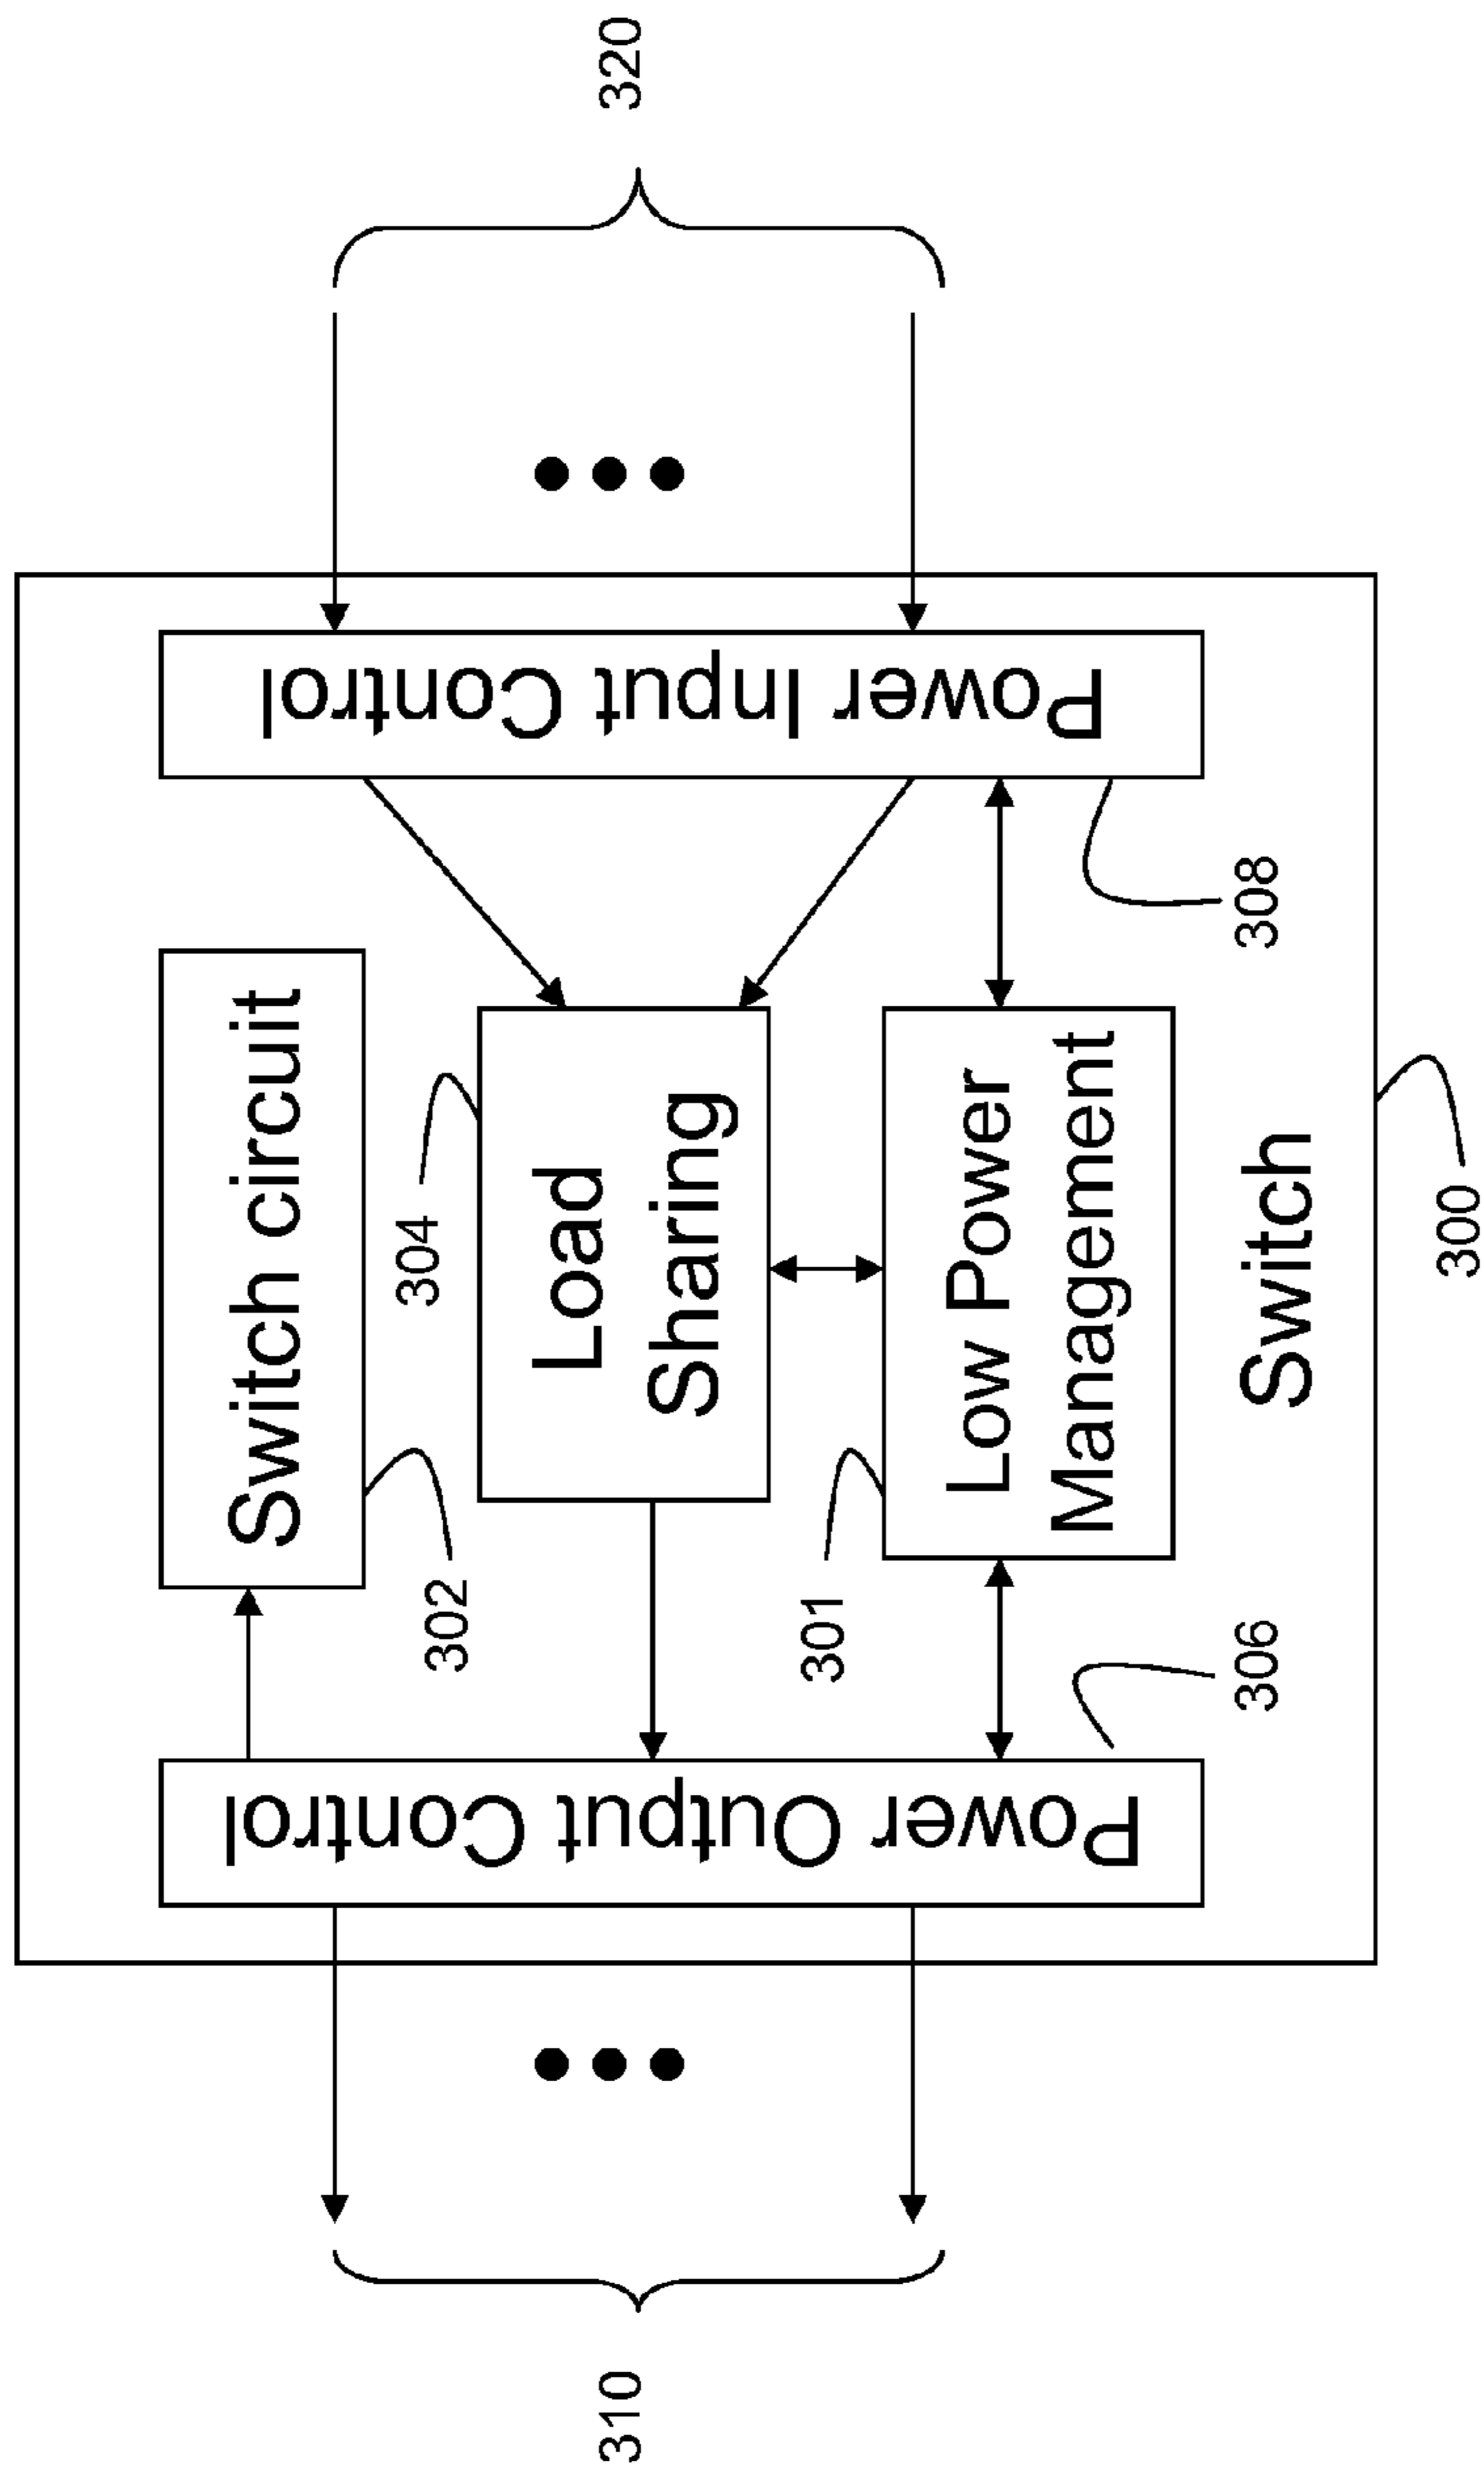 320
Power Input Control
308
Switch circuit
302
304
Load
Sharing
301
Low Power
Management
Switch
300
306
Power Output Control
310